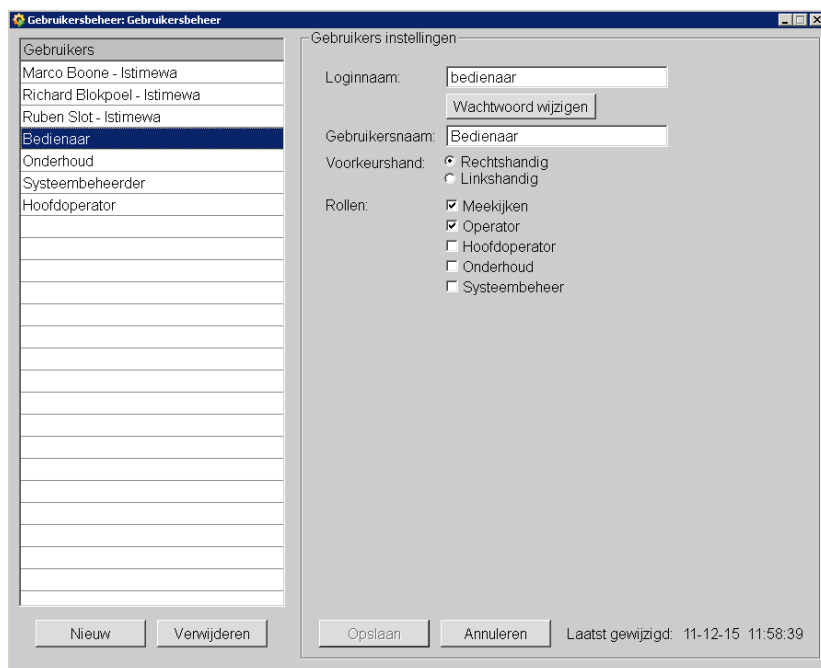 Gebruikersbeheer: Gebruikersbeheer
Gebruikers
Marco Boone - Istimewa
Richard Blokpoel - Istimewa
Ruben Slot - Istimewa
Bedienaar
Onderhoud
Systeembeheerder
Hoofdoperator
Nieuw
Verwijderen
Gebruikers instellingen
Loginnaam: bedienaar
Wachtwoord wijzigen
Gebruikersnaam: Bedienaar
Voorkeurshand: Rechtshandig
Linkshandig
Rollen: Meekijken
Operator
Hoofdoperator
Onderhoud
Systeembeheer
Opslaan
Annuleren
Laatst gewijzigd: 11-12-15 11:58:39